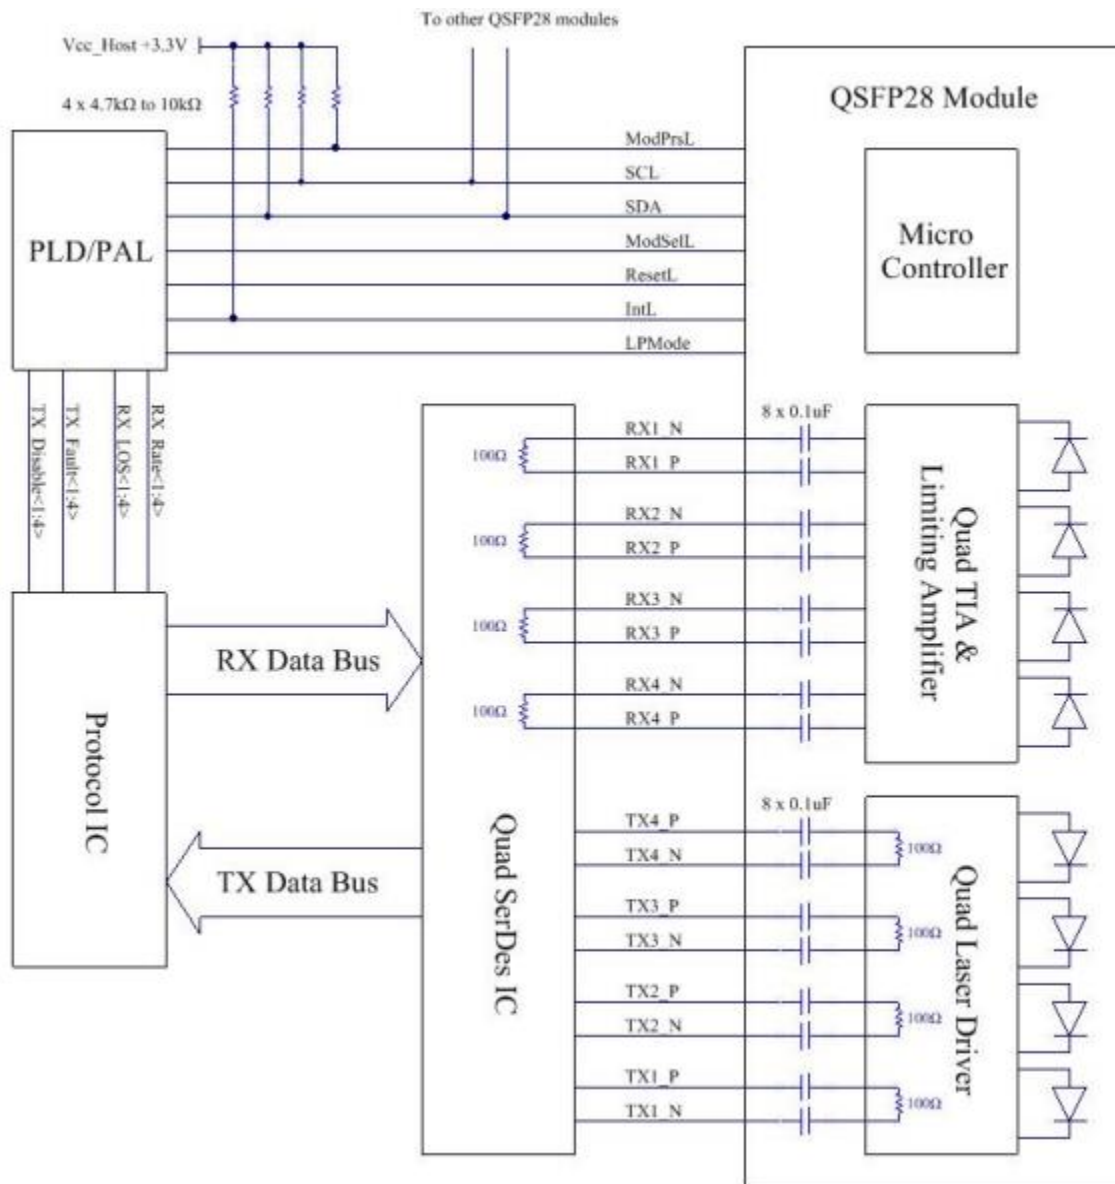 To other QSFP28 modules
Vcc_Host +3.3V
4 x 4.7kΩ to 10kΩ
QSFP28 Module
ModPrsL
SCL
SDA
ModSelL
ResetL
IntL
LPMode
PLD/PAL
Micro
Controller
TX Disable<1:4>
TX Fault<1:4>
RX LOS<1:4>
RX Rate<1:4>
8 x 0.1uF
RX1_N
100Ω
RX1_P
RX2_N
100Ω
RX2_P
RX3_N
100Ω
RX3_P
RX4_N
100Ω
RX4_P
Quad TIA &
Limiting Amplifier
RX Data Bus
Protocol IC
TX Data Bus
Quad SerDes IC
8 x 0.1uF
TX4_P
100Ω
TX4_N
TX3_P
100Ω
TX3_N
TX2_P
100Ω
TX2_N
TX1_P
100Ω
TX1_N
Quad Laser Driver